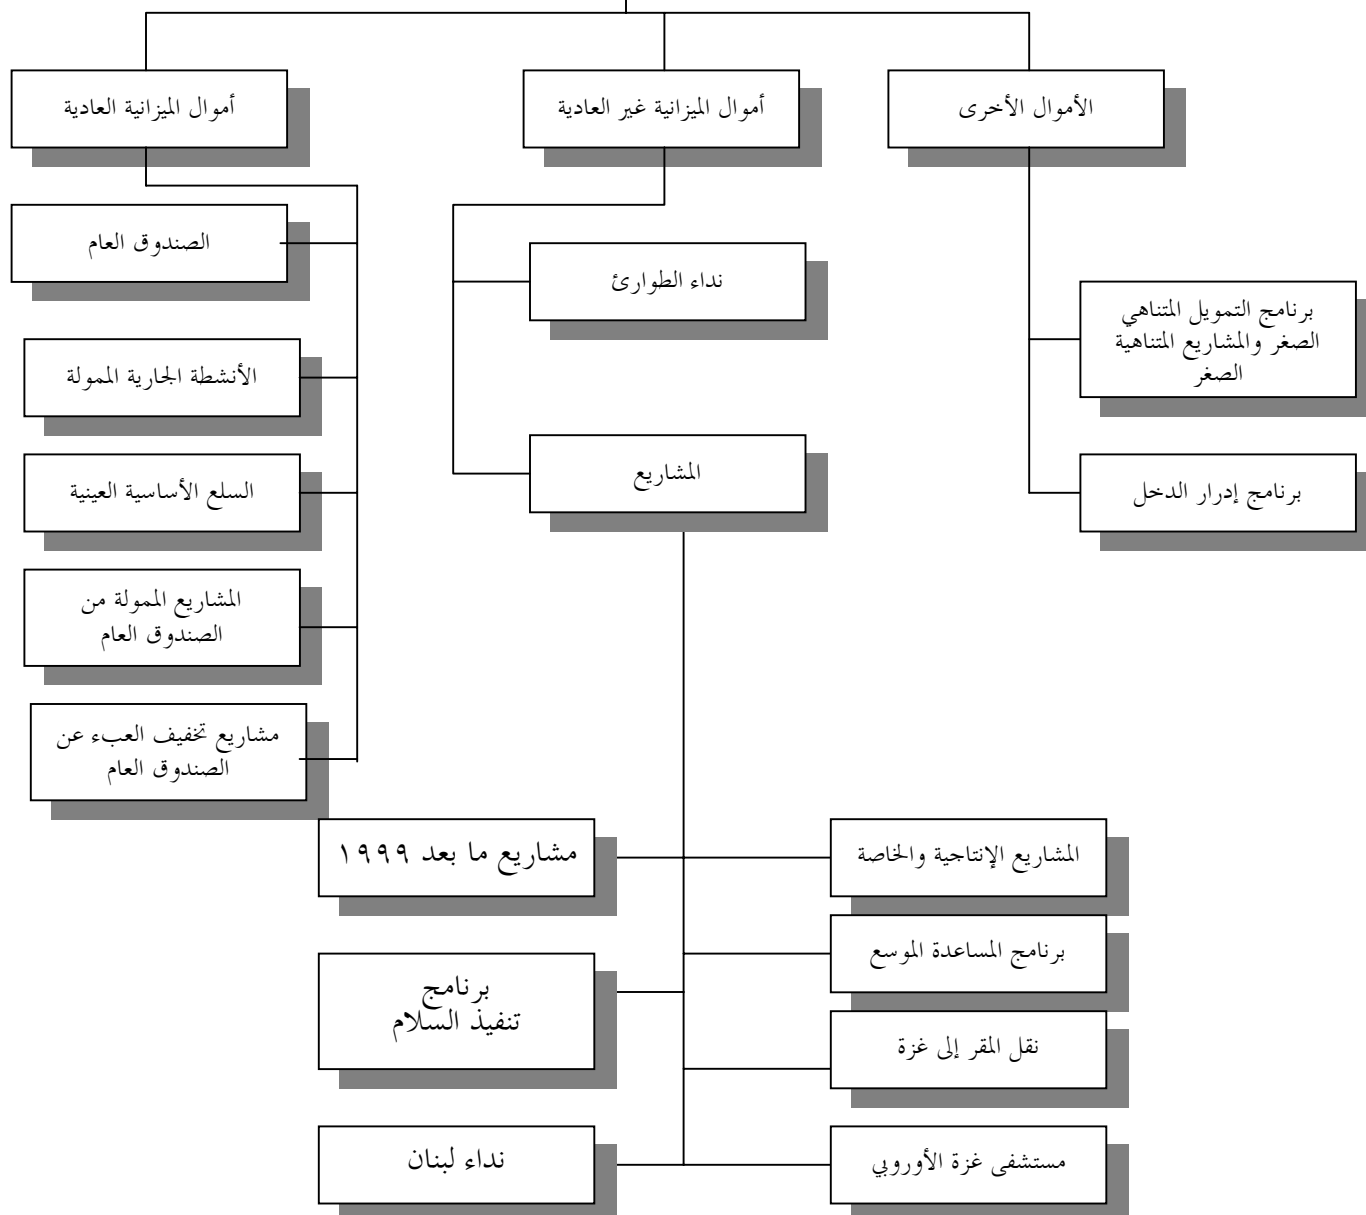 الأموال الأخرى
أموال الميزانية غير العادية
أموال الميزانية العادية
برنامج التمويل المتناهي
الصغر والمشاريع المتناهية
الصغر
برنامج إدرار الدخل
نداء الطوارئ
المشاريع
الصندوق العام
الأنشطة الجارية الممولة
السلع الأساسية العينية
المشاريع الممولة من
الصندوق العام
مشاريع تخفيف العبء عن
الصندوق العام
المشاريع الإنتاجية والخاصة
برنامج المساعدة الموسع
نقل المقر إلى غزة
مستشفى غزة الأوروبي
مشاريع ما بعد ١٩٩٩
برنامج
تنفيذ السلام
نداء لبنان